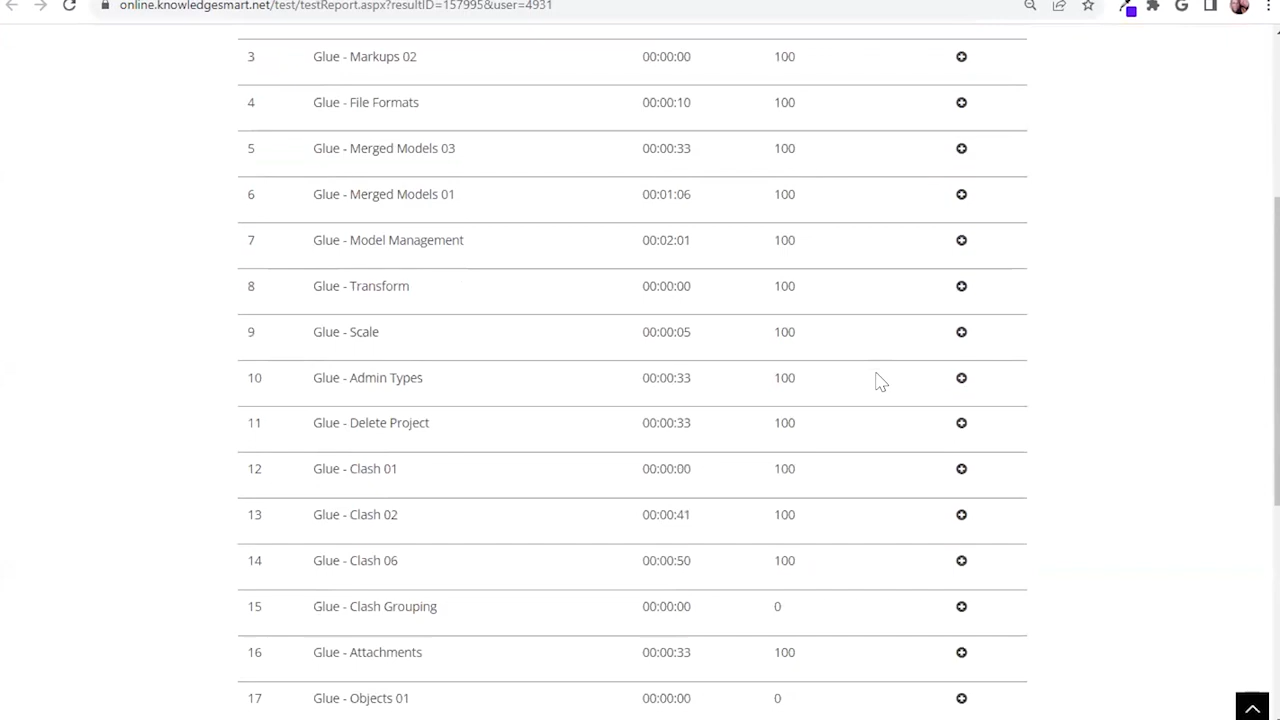 online.knowledgesmart.net/test/testReport.aspx?resultID=157995&user=4931
3 Glue - Markups 02 00:00:00 100
4 Glue - File Formats 00:00:10 100
5 Glue - Merged Models 03 00:00:33 100
6 Glue - Merged Models 01 00:01:06 100
7 Glue - Model Management 00:02:01 100
8 Glue - Transform 00:00:00 100
9 Glue - Scale 00:00:05 100
10 Glue - Admin Types 00:00:33 100
11 Glue - Delete Project 00:00:33 100
12 Glue - Clash 01 00:00:00 100
13 Glue - Clash 02 00:00:41 100
14 Glue - Clash 06 00:00:50 100
15 Glue - Clash Grouping 00:00:00 0
16 Glue - Attachments 00:00:33 100
17 Glue - Objects 01 00:00:00 0